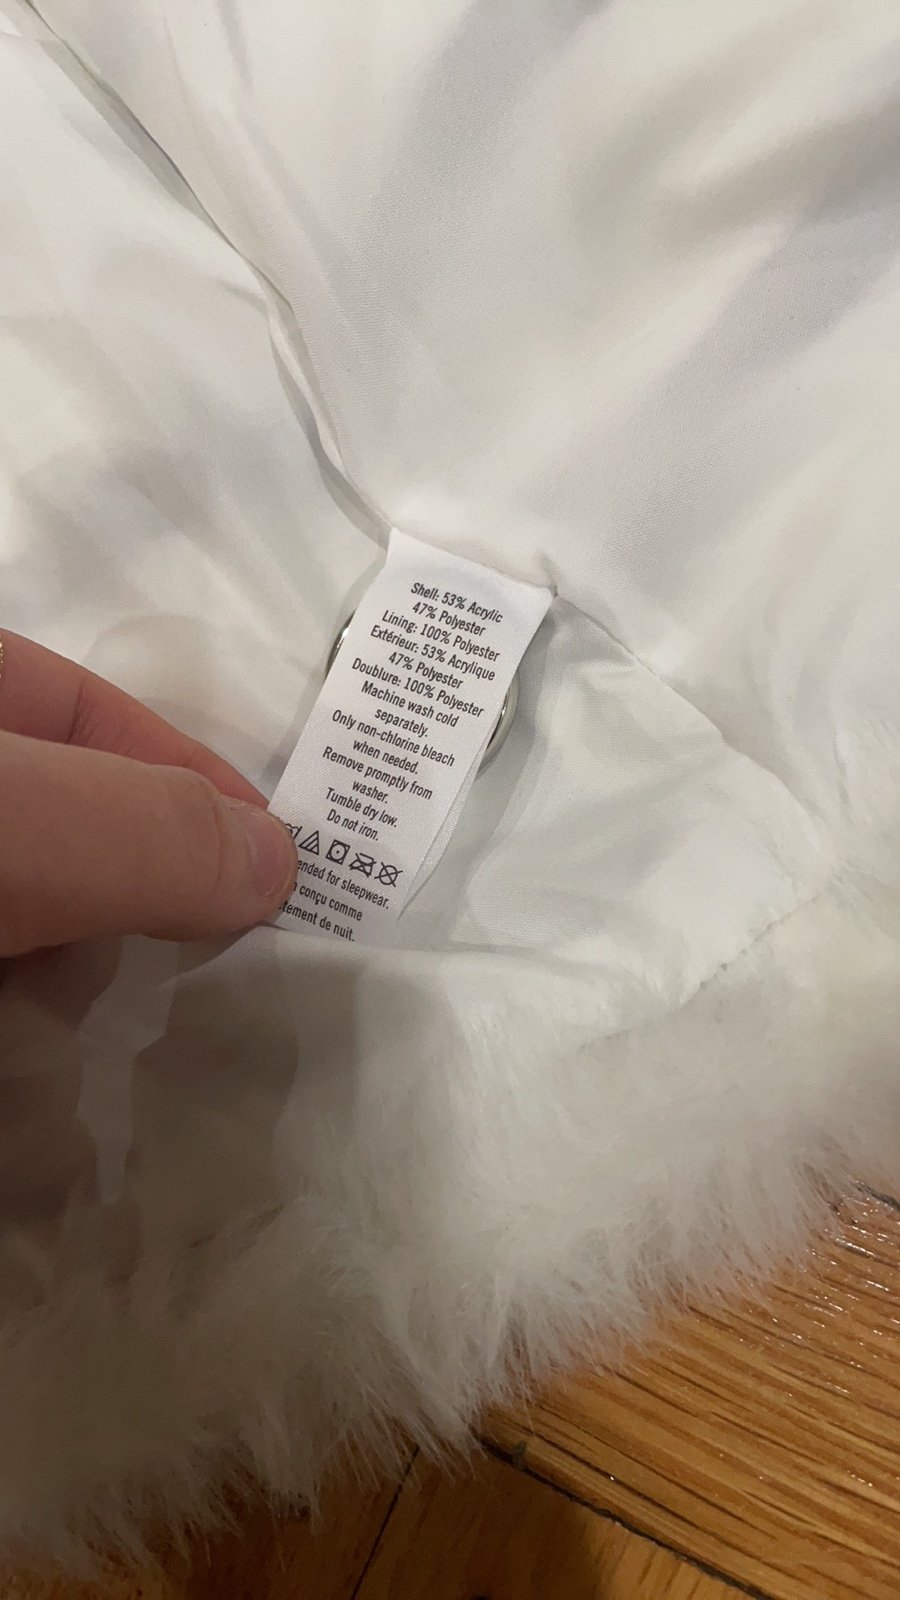 Shell: 53% Acrylic
47% Polyester
Lining: 100% Polyester
Extérieur: 53% Acrylique
47% Polyester
Doublure: 100% Polyester
Machine wash cold
separately.
Only non-chlorine bleach
when needed.
Remove promptly from
washer.
Tumble dry low.
Do not iron.
for sleepwear.
conçu comme
de nuit.